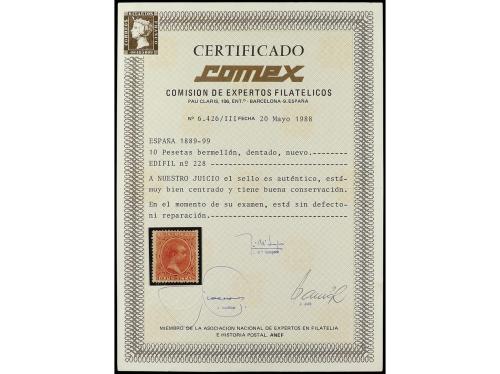 CERTIFICADO
comex
COMISION DE EXPERTOS FILATELICOS
PAU CLARIS, 106, ENT.º - BARCELONA-9. ESPAÑA
Nº 6.426/III FECHA 20 Mayo 1988
ESPAÑA 1889-99
10 Pesetas bermellón, dentado, nuevo.
EDIFIL nº 228
A NUESTRO JUICIO el sello es auténtico, está
muy bien centrado y tiene buena conservación.
En el momento de su examen, está sin defecto
ni reparación.
MIEMBRO DE LA ASOCIACION NACIONAL DE EXPERTOS EN FILATELIA
E HISTORIA POSTAL. ANEF